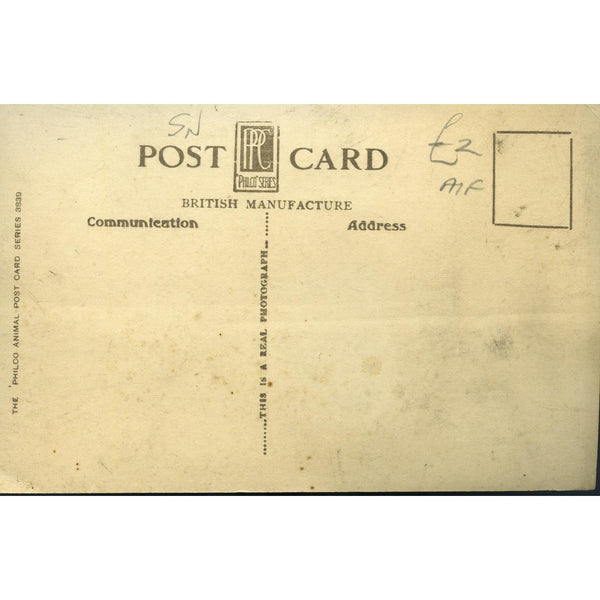 SN
POST PPC CARD
"PHILCO" SERIES
BRITISH MANUFACTURE
£2
Communication
Address
THIS IS A REAL PHOTOGRAPH
THE "PHILCO ANIMAL" POST CARD SERIES 3839